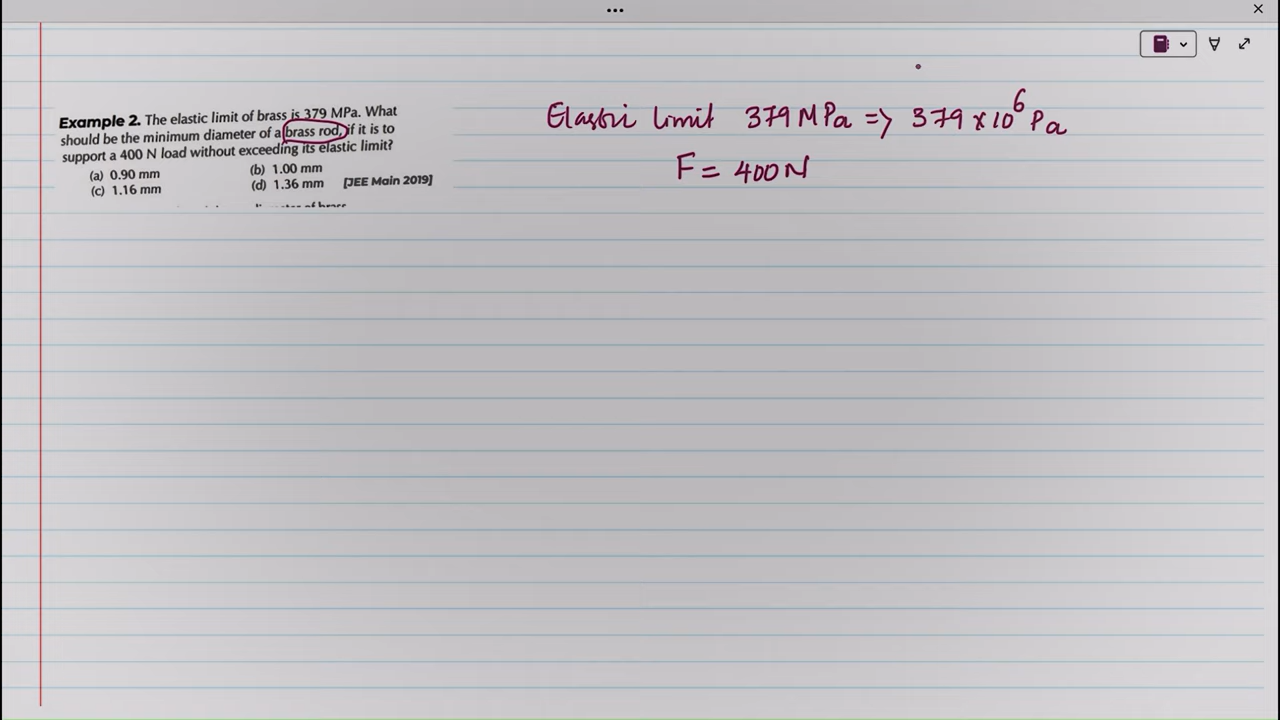 Example 2. The elastic limit of brass is 379 MPa. What
should be the minimum diameter of a brass rod, if it is to
support a 400 N load without exceeding its elastic limit?
(a) 0.90 mm (b) 1.00 mm
(c) 1.16 mm (d) 1.36 mm [JEE Main 2019]
Elastic limit 379 MPa => 379 × 10⁶ Pa
F = 400N